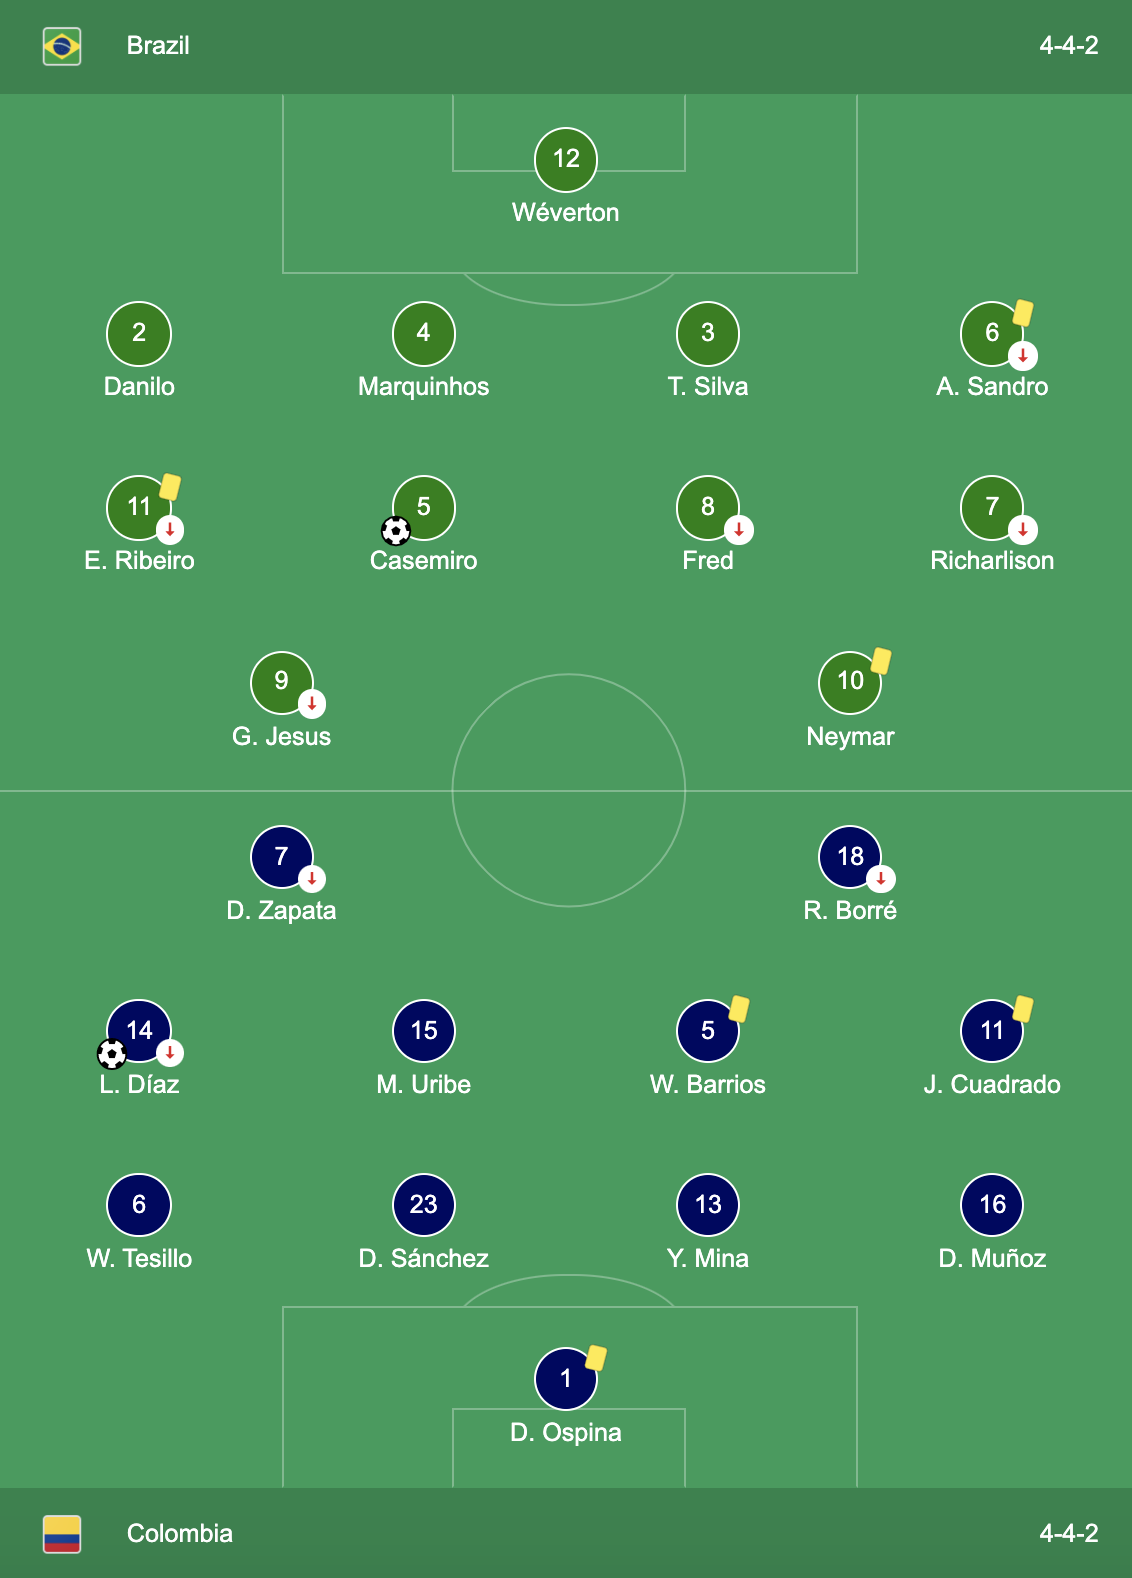 Brazil 4-4-2
12
Wéverton
2 4 3 6
Danilo Marquinhos T. Silva A. Sandro
11 5 8 7
E. Ribeiro Casemiro Fred Richarlison
9 10
G. Jesus Neymar
7 18
D. Zapata R. Borré
14 15 5 11
L. Díaz M. Uribe W. Barrios J. Cuadrado
6 23 13 16
W. Tesillo D. Sánchez Y. Mina D. Muñoz
1
D. Ospina
Colombia 4-4-2